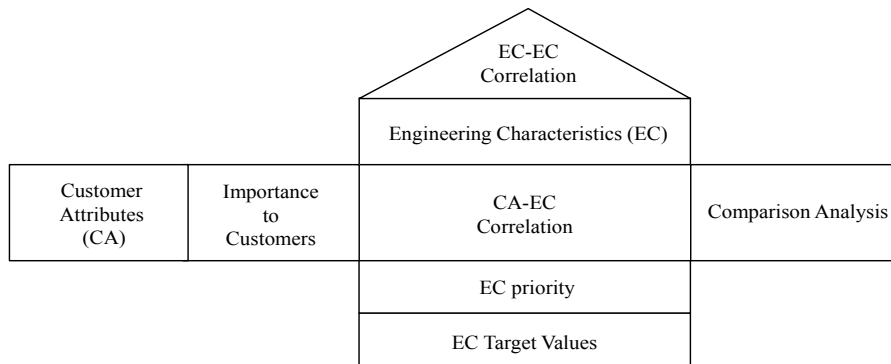 EC-EC
Correlation
Engineering Characteristics (EC)
Customer
Attributes
(CA)
Importance
to
Customers
CA-EC
Correlation
Comparison Analysis
EC priority
EC Target Values